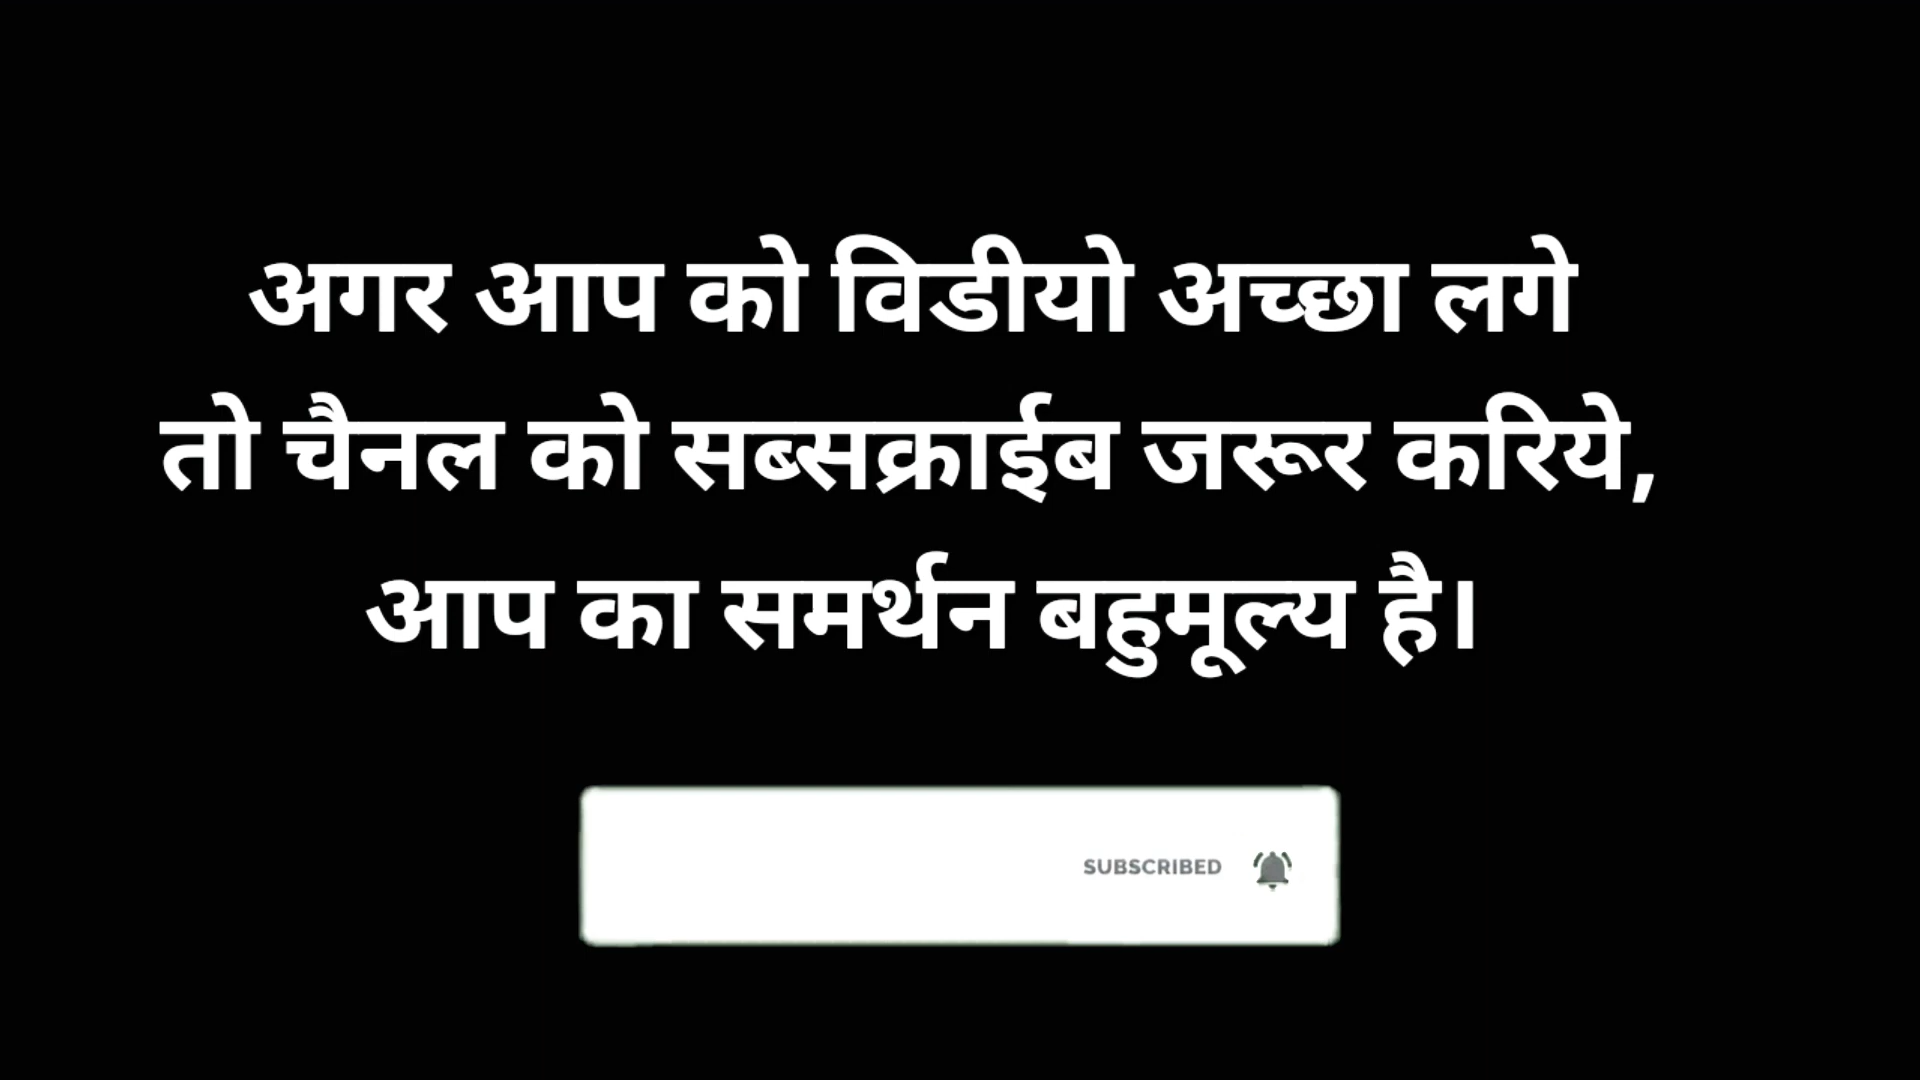 अगर आप को विडीयो अच्छा लगे
तो चैनल को सब्सक्राईब जरूर करिये,
आप का समर्थन बहुमूल्य है।
SUBSCRIBED